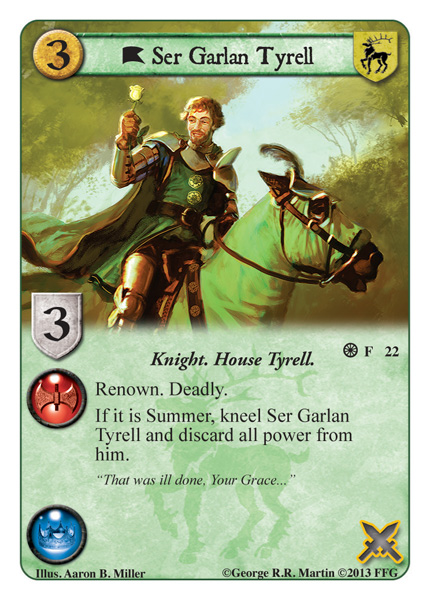 3 Ser Garlan Tyrell
3
Knight. House Tyrell.
F 22
Renown. Deadly.
If it is Summer, kneel Ser Garlan
Tyrell and discard all power from
him.
"That was ill done, Your Grace..."
Illus. Aaron B. Miller ©George R.R. Martin ©2013 FFG